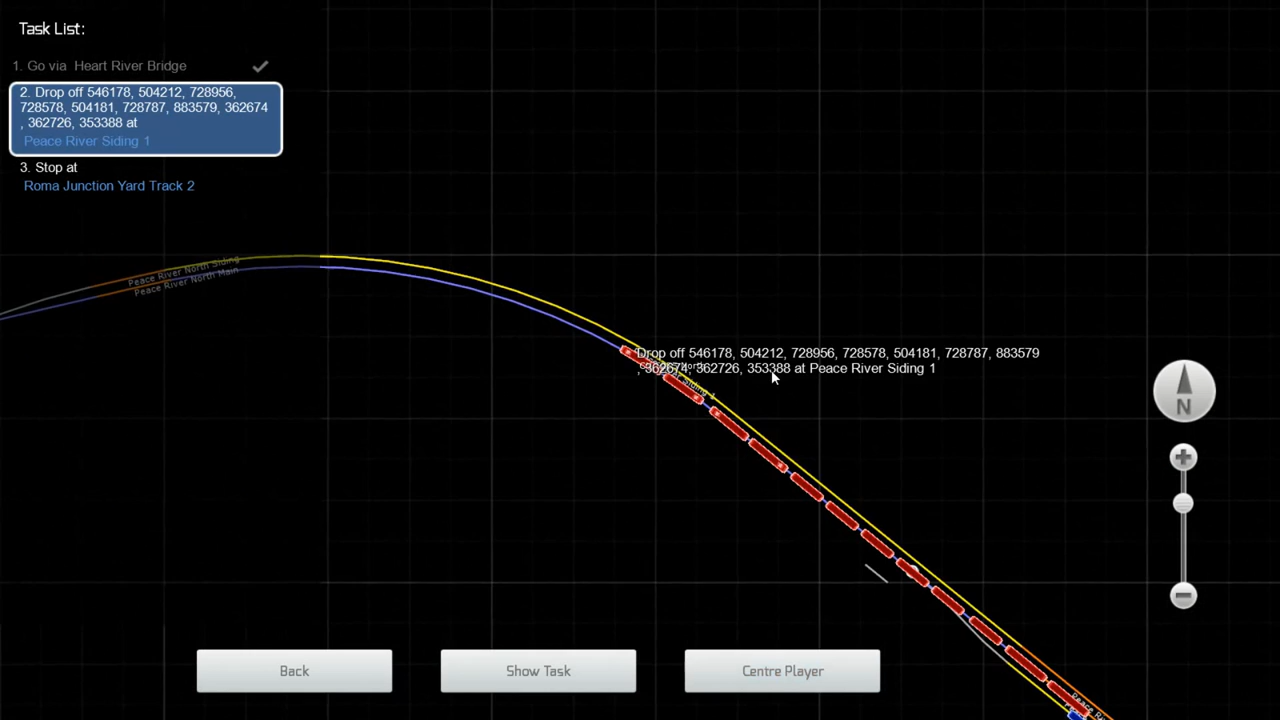 Task List:
1. Go via Heart River Bridge
2. Drop off 546178, 504212, 728956,
728578, 504181, 728787, 883579, 362674
, 362726, 353388 at
Peace River Siding 1
3. Stop at
Roma Junction Yard Track 2
Peace River North Siding
Peace River North Main
Drop off 546178, 504212, 728956, 728578, 504181, 728787, 883579
, 362674, 362726, 353388 at Peace River Siding 1
Siding 1
N
Peace
Back
Show Task
Centre Player